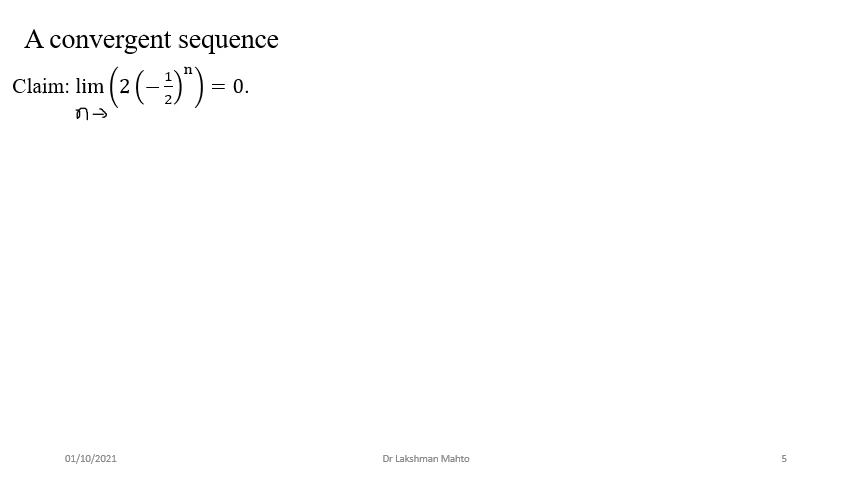 A convergent sequence
Claim: lim (2 (−1/2)^n) = 0.
n→
01/10/2021
Dr Lakshman Mahto
5